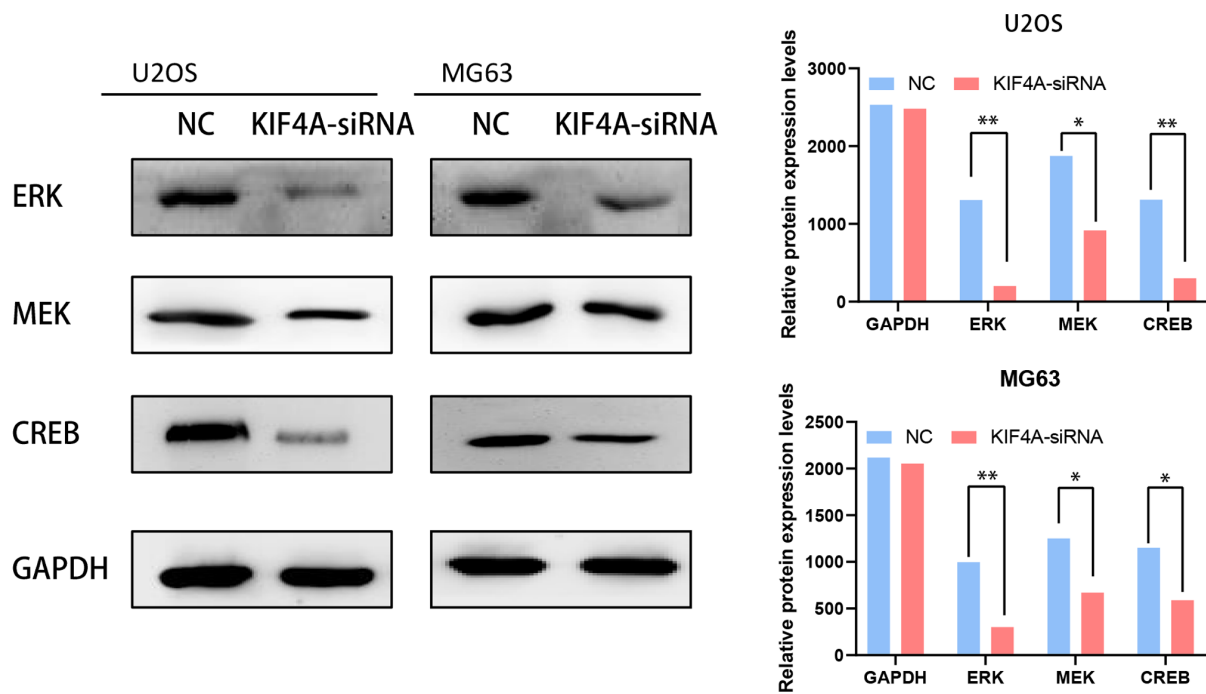 U2OS
MG63
NC KIF4A-siRNA
NC KIF4A-siRNA
ERK
MEK
CREB
GAPDH
U2OS
Relative protein expression levels
3000
2000
1000
0
NC KIF4A-siRNA
** * **
GAPDH ERK MEK CREB
MG63
Relative protein expression levels
2500
2000
1500
1000
500
0
NC KIF4A-siRNA
** * *
GAPDH ERK MEK CREB